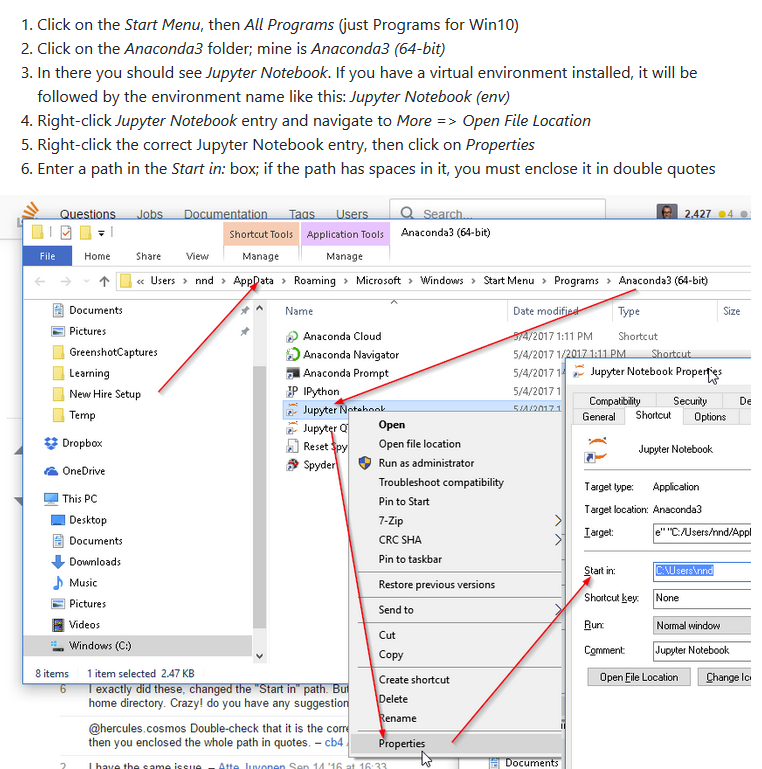 1. Click on the Start Menu, then All Programs (just Programs for Win10)
2. Click on the Anaconda3 folder; mine is Anaconda3 (64-bit)
3. In there you should see Jupyter Notebook. If you have a virtual environment installed, it will be
followed by the environment name like this: Jupyter Notebook (env)
4. Right-click Jupyter Notebook entry and navigate to More => Open File Location
5. Right-click the correct Jupyter Notebook entry, then click on Properties
6. Enter a path in the Start in: box; if the path has spaces in it, you must enclose it in double quotes
Questions Jobs Documentation Tags Users Search... 2,427 4
Shortcut Tools Application Tools Anaconda3 (64-bit)
File Home Share View Manage Manage
« Users › nnd › AppData › Roaming › Microsoft › Windows › Start Menu › Programs › Anaconda3 (64-bit)
Documents
Pictures
GreenshotCaptures
Learning
New Hire Setup
Temp
Dropbox
OneDrive
This PC
Desktop
Documents
Downloads
Music
Pictures
Videos
Windows (C:)
Name Date modified Type Size
Anaconda Cloud 5/4/2017 1:11 PM Shortcut
Anaconda Navigator 5/4/2017 1:11 PM Shortcut
Anaconda Prompt 5/4/2017 1
IPython 5/4/2017 1
Jupyter Notebook 5/4/2017 1
Jupyter Q
Reset Spy
Spyder
Open
Open file location
Run as administrator
Troubleshoot compatibility
Pin to Start
7-Zip
CRC SHA
Pin to taskbar
Restore previous versions
Send to
Cut
Copy
Create shortcut
Delete
Rename
Properties
Jupyter Notebook Properties
Compatibility Security De
General Shortcut Options
Jupyter Notebook
Target type: Application
Target location: Anaconda3
Target: e" "C:/Users/nnd/Appl
Start in: C:\Users\nnd
Shortcut key: None
Run: Normal window
Comment: Jupyter Notebook
Open File Location Change Ico
8 items 1 item selected 2.47 KB
6 I exactly did these, changed the "Start in" path. But
home directory. Crazy! do you have any suggestion
@hercules.cosmos Double-check that it is the corre
then you enclosed the whole path in quotes. – cb4
2 I have the same issue. – Atte Juvonen Sep 14 '16 at 16:33
Documents